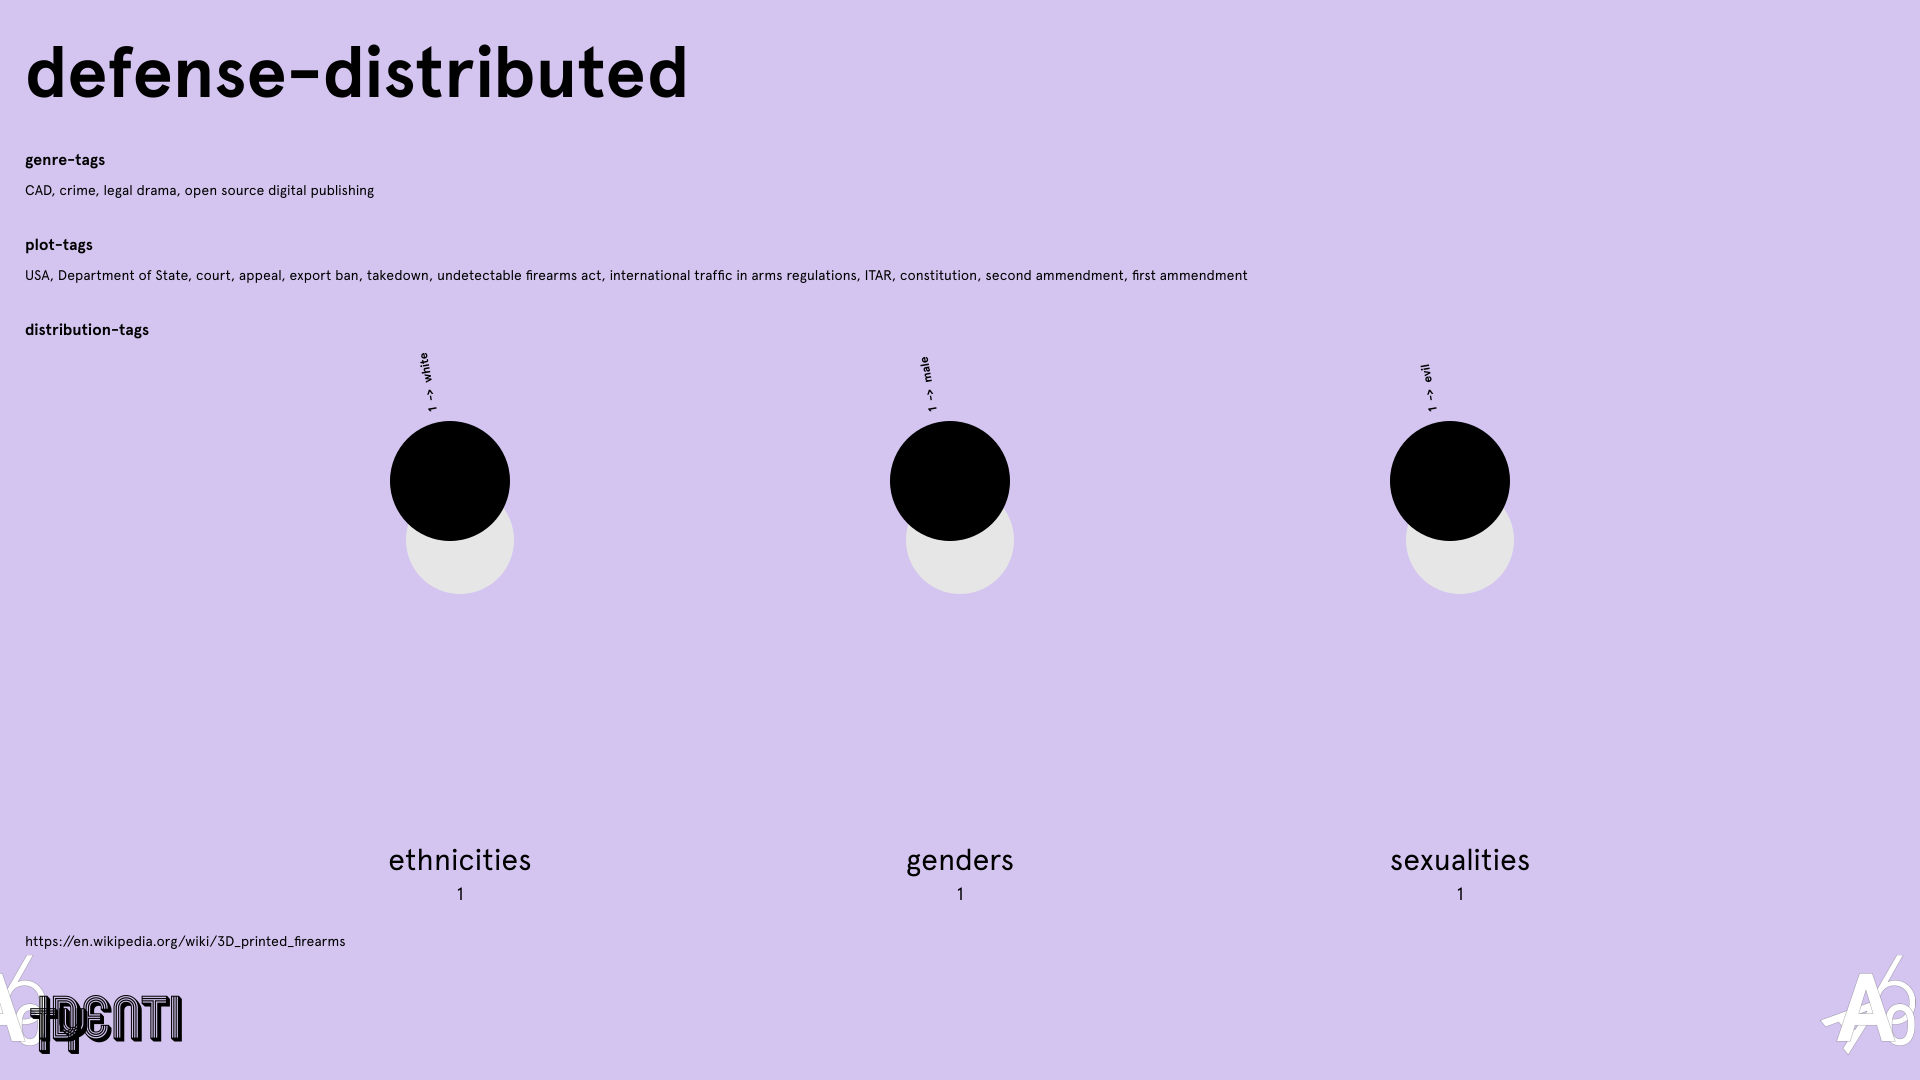 defense-distributed
genre-tags
CAD, crime, legal drama, open source digital publishing
plot-tags
USA, Department of State, court, appeal, export ban, takedown, undetectable firearms act, international traffic in arms regulations, ITAR, constitution, second ammendment, first ammendment
distribution-tags
1 -> white
1 -> male
1 -> evil
ethnicities
1
genders
1
sexualities
1
https://en.wikipedia.org/wiki/3D_printed_firearms
IDENTI